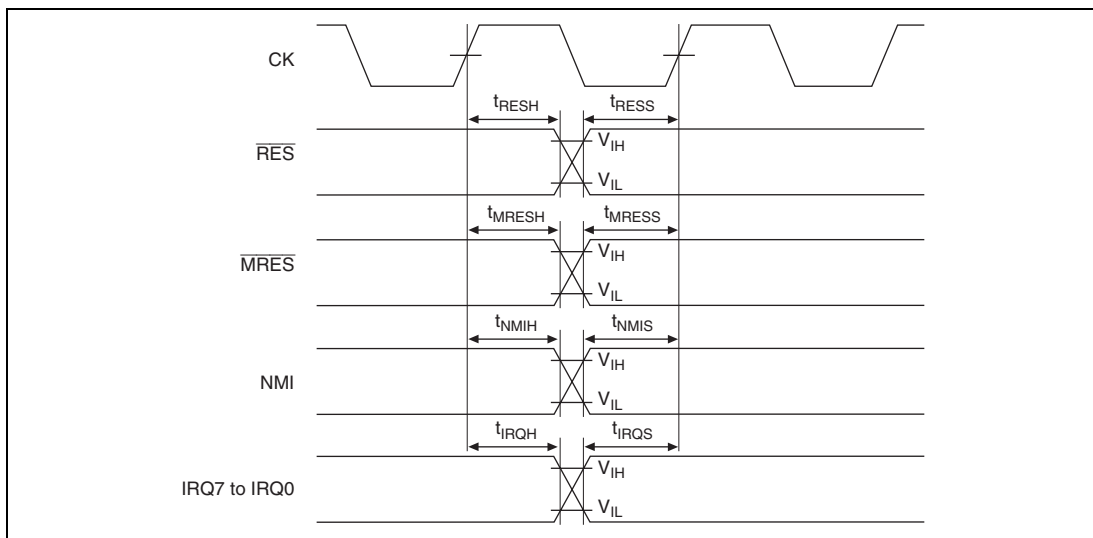 CK
tRESH tRESS
RES
VIH
VIL
tMRESH tMRESS
MRES
VIH
VIL
tNMIH tNMIS
NMI
VIH
VIL
tIRQH tIRQS
IRQ7 to IRQ0
VIH
VIL